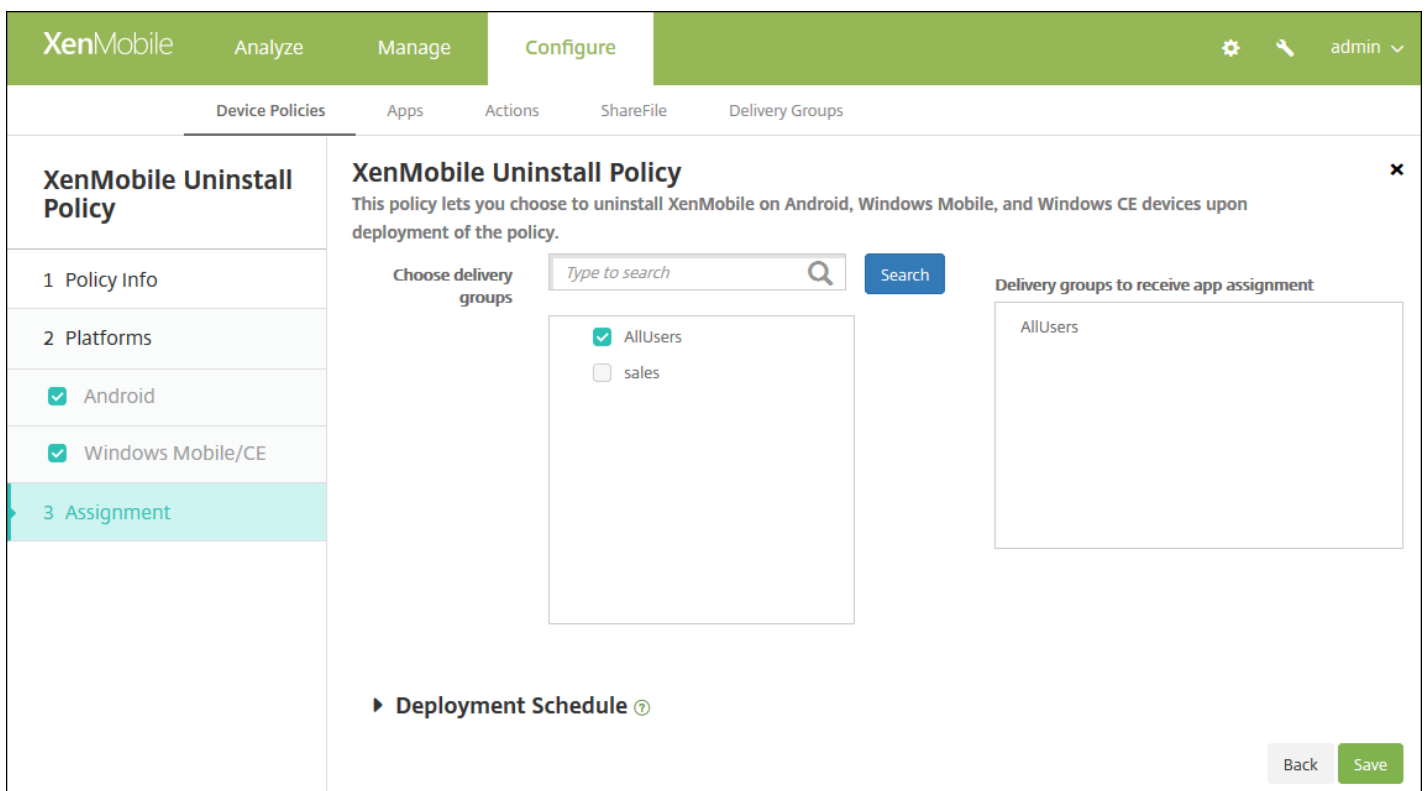 XenMobile Analyze Manage Configure admin
Device Policies Apps Actions ShareFile Delivery Groups
XenMobile Uninstall
Policy
1 Policy Info
2 Platforms
Android
Windows Mobile/CE
3 Assignment
XenMobile Uninstall Policy
This policy lets you choose to uninstall XenMobile on Android, Windows Mobile, and Windows CE devices upon
deployment of the policy.
Choose delivery
groups
Type to search
Search
AllUsers
sales
Delivery groups to receive app assignment
AllUsers
Deployment Schedule ?
Back Save